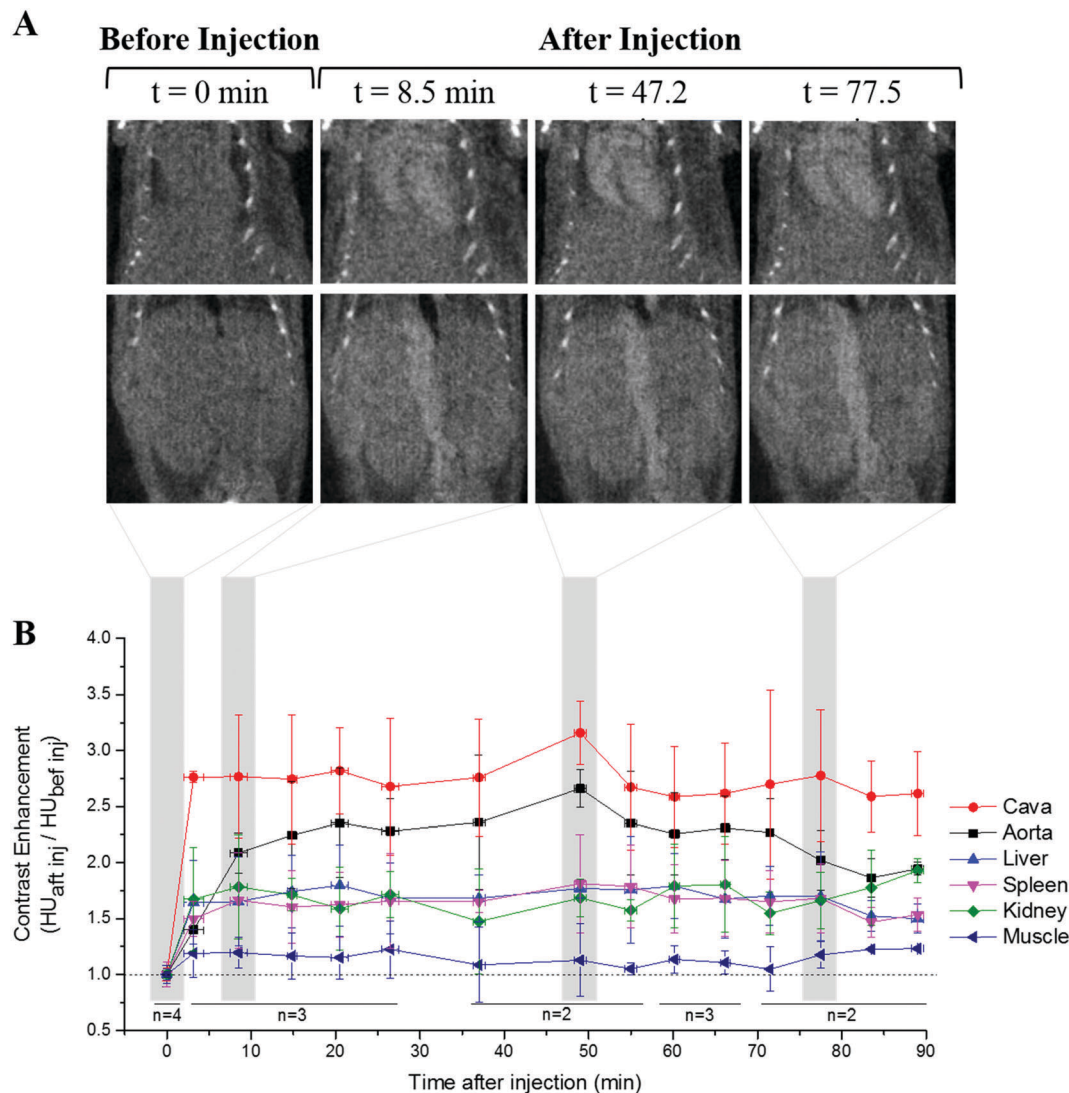 A
Before Injection
After Injection
t = 0 min
t = 8.5 min
t = 47.2
t = 77.5
B
Contrast Enhancement
(HUaft inj / HUbef inj)
4.0
3.5
3.0
2.5
2.0
1.5
1.0
0.5
n=4
n=3
n=2
n=3
n=2
0
10
20
30
40
50
60
70
80
90
Time after injection (min)
Cava
Aorta
Liver
Spleen
Kidney
Muscle